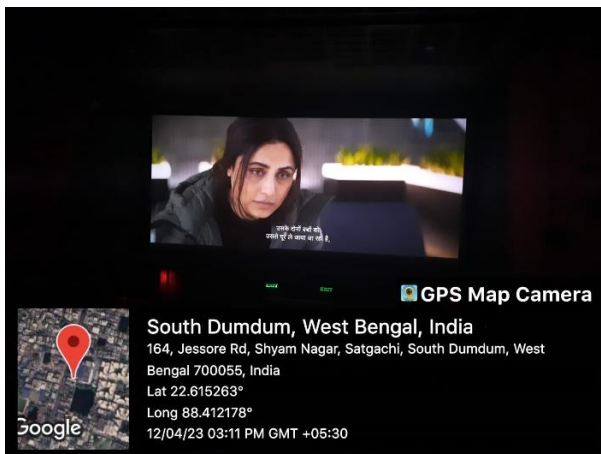 उसके दोनों बच्चों को
उससे दूर ले जाया जा रहा है,
GPS Map Camera
South Dumdum, West Bengal, India
164, Jessore Rd, Shyam Nagar, Satgachi, South Dumdum, West
Bengal 700055, India
Lat 22.615263°
Long 88.412178°
12/04/23 03:11 PM GMT +05:30
Google